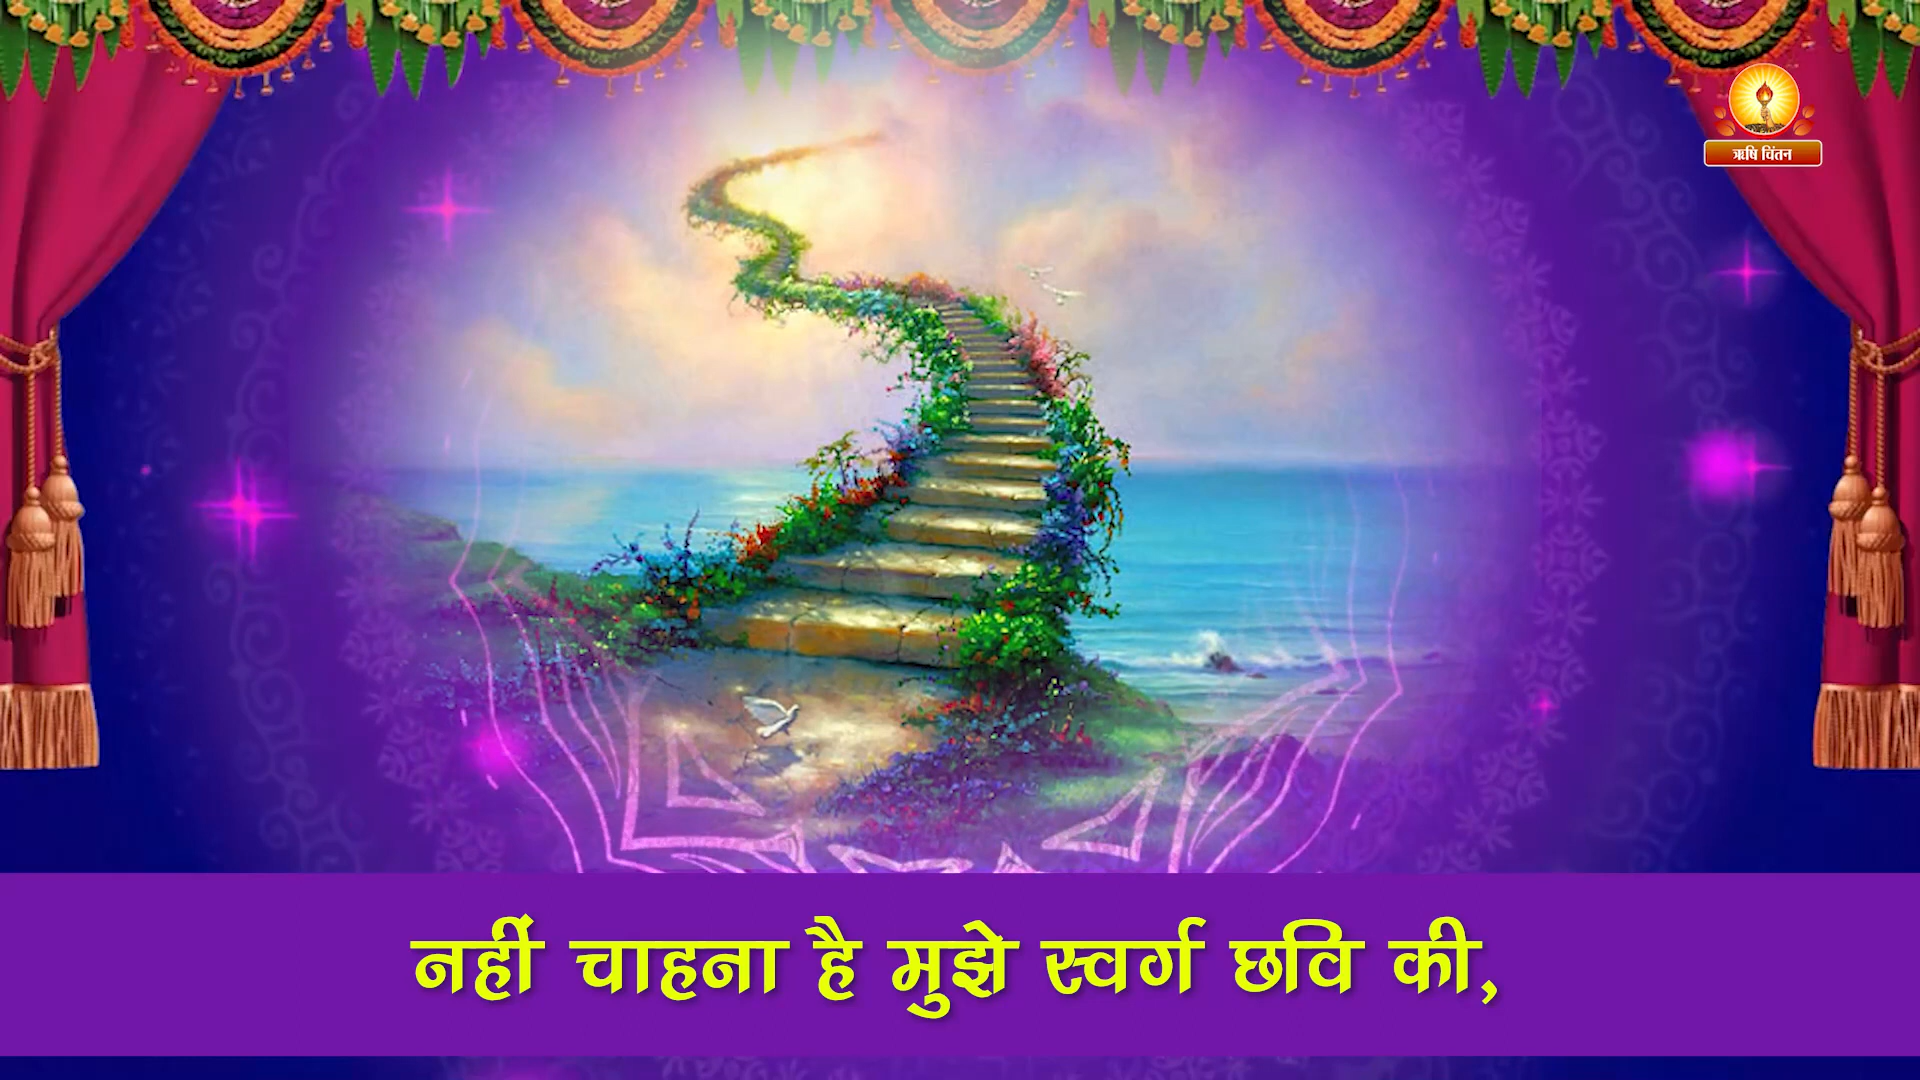 ऋषि चिंतन
नहीं चाहना है मुझे स्वर्ग छवि की,